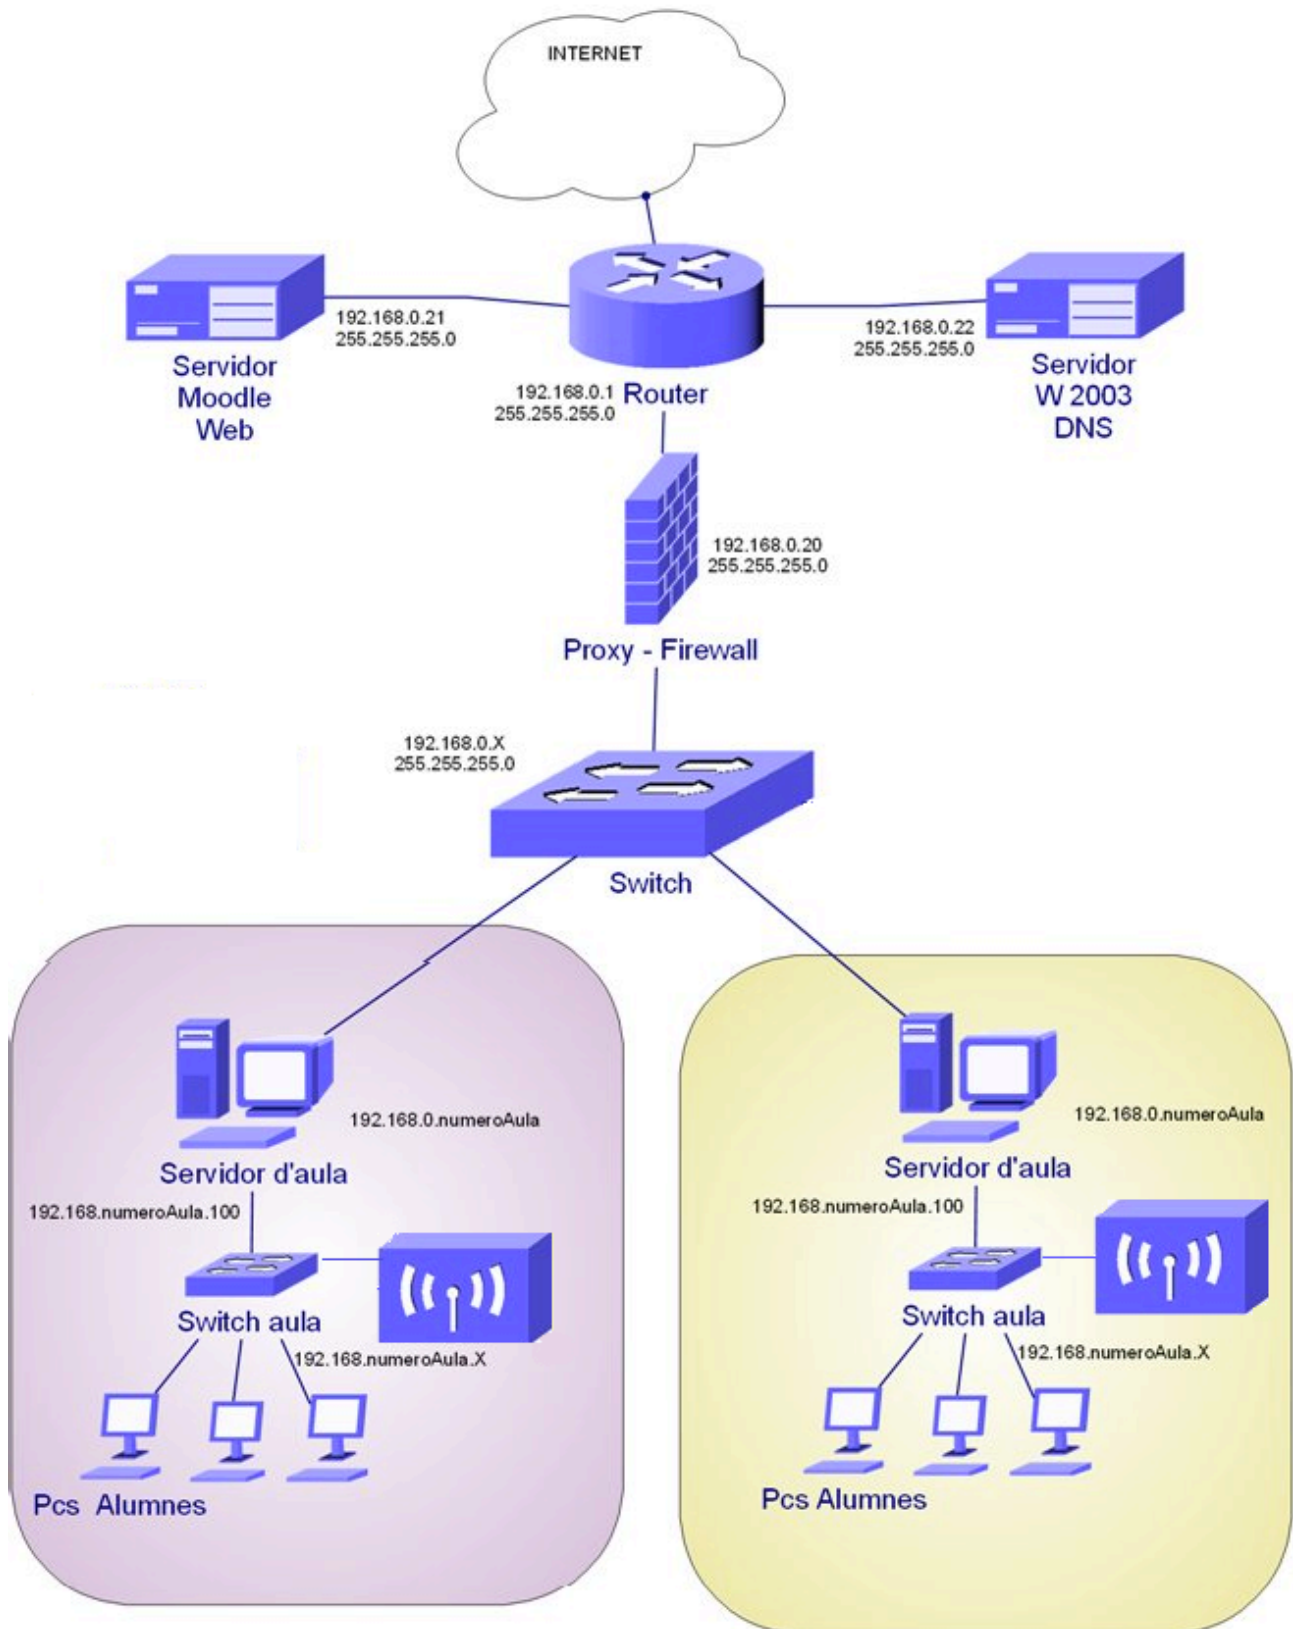 INTERNET
192.168.0.21
255.255.255.0
Servidor
Moodle
Web
192.168.0.22
255.255.255.0
Servidor
W 2003
DNS
192.168.0.1
255.255.255.0
Router
192.168.0.20
255.255.255.0
Proxy - Firewall
192.168.0.X
255.255.255.0
Switch
192.168.0.numeroAula
Servidor d'aula
192.168.numeroAula.100
Switch aula
192.168.numeroAula.X
Pcs Alumnes
192.168.0.numeroAula
Servidor d'aula
192.168.numeroAula.100
Switch aula
192.168.numeroAula.X
Pcs Alumnes